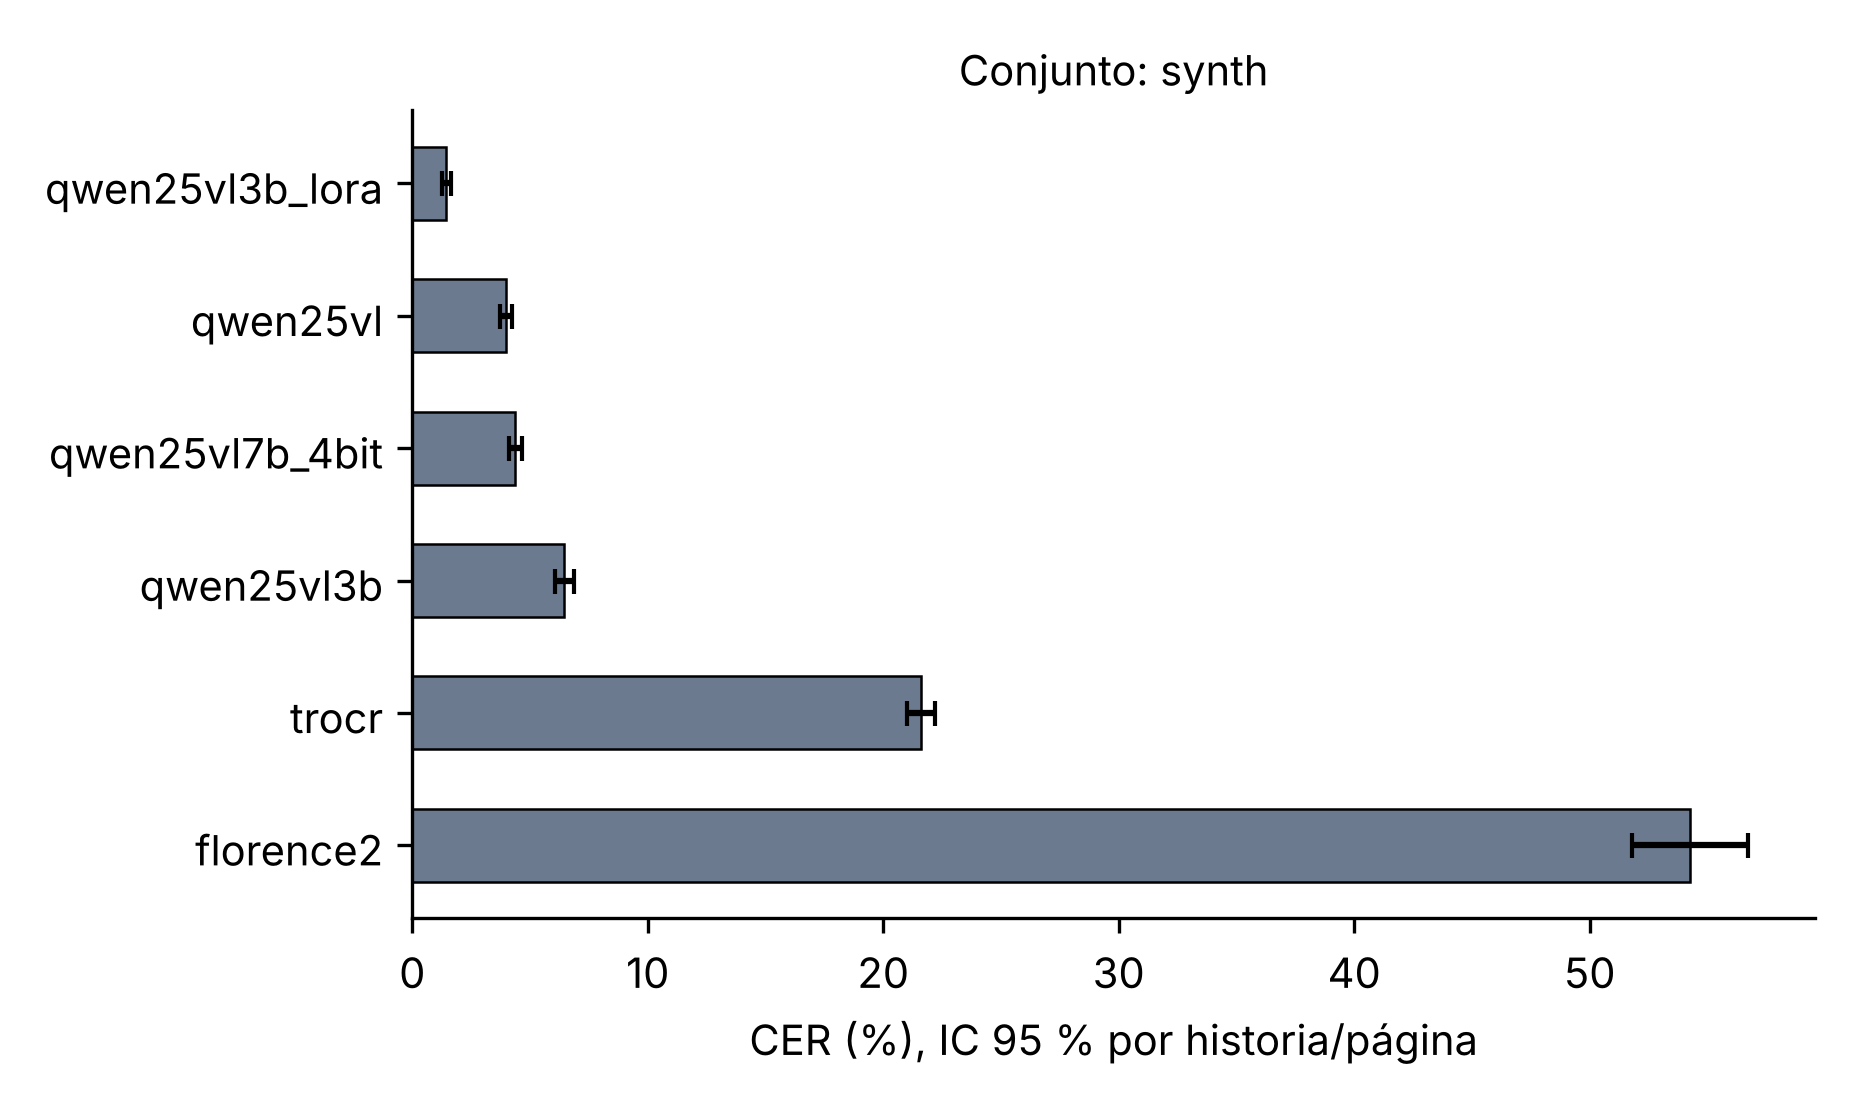 Conjunto: synth
qwen25vl3b_lora
qwen25vl
qwen25vl7b_4bit
qwen25vl3b
trocr
florence2
0 10 20 30 40 50
CER (%), IC 95 % por historia/página